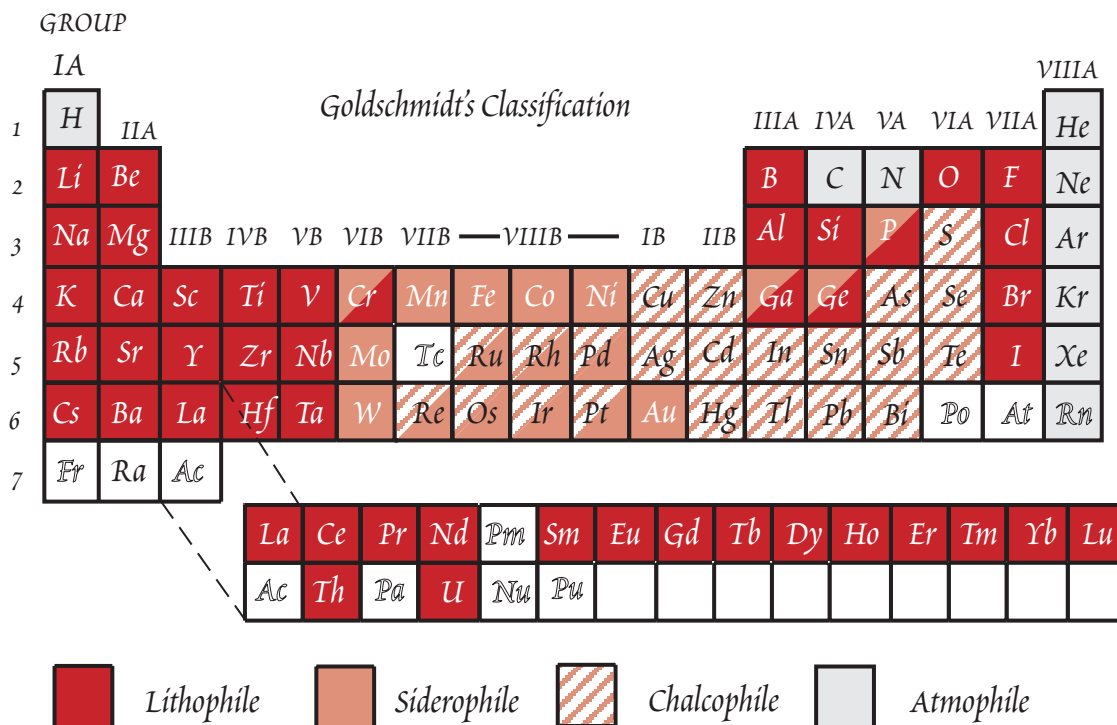 GROUP
IA
VIIIA
Goldschmidt's Classification
1 H IIA IIIA IVA VA VIA VIIA He
2 Li Be B C N O F Ne
3 Na Mg IIIB IVB VB VIB VIIB VIIIB IB IIB Al Si P S Cl Ar
4 K Ca Sc Ti V Cr Mn Fe Co Ni Cu Zn Ga Ge As Se Br Kr
5 Rb Sr Y Zr Nb Mo Tc Ru Rh Pd Ag Cd In Sn Sb Te I Xe
6 Cs Ba La Hf Ta W Re Os Ir Pt Au Hg Tl Pb Bi Po At Rn
7 Fr Ra Ac
La Ce Pr Nd Pm Sm Eu Gd Tb Dy Ho Er Tm Yb Lu
Ac Th Pa U Nu Pu
Lithophile Siderophile Chalcophile Atmophile